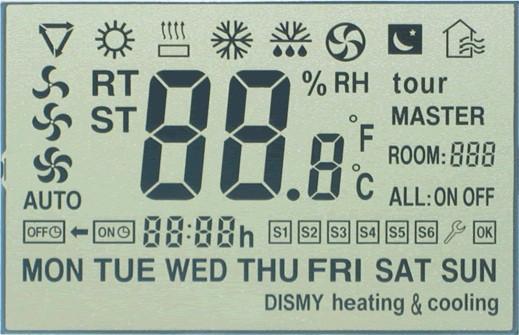 RT 88.8 %RH tour
ST °F MASTER
°C ROOM:888
AUTO ALL:ON OFF
OFF ON 88:88h S1 S2 S3 S4 S5 S6 OK
MON TUE WED THU FRI SAT SUN
DISMY heating & cooling